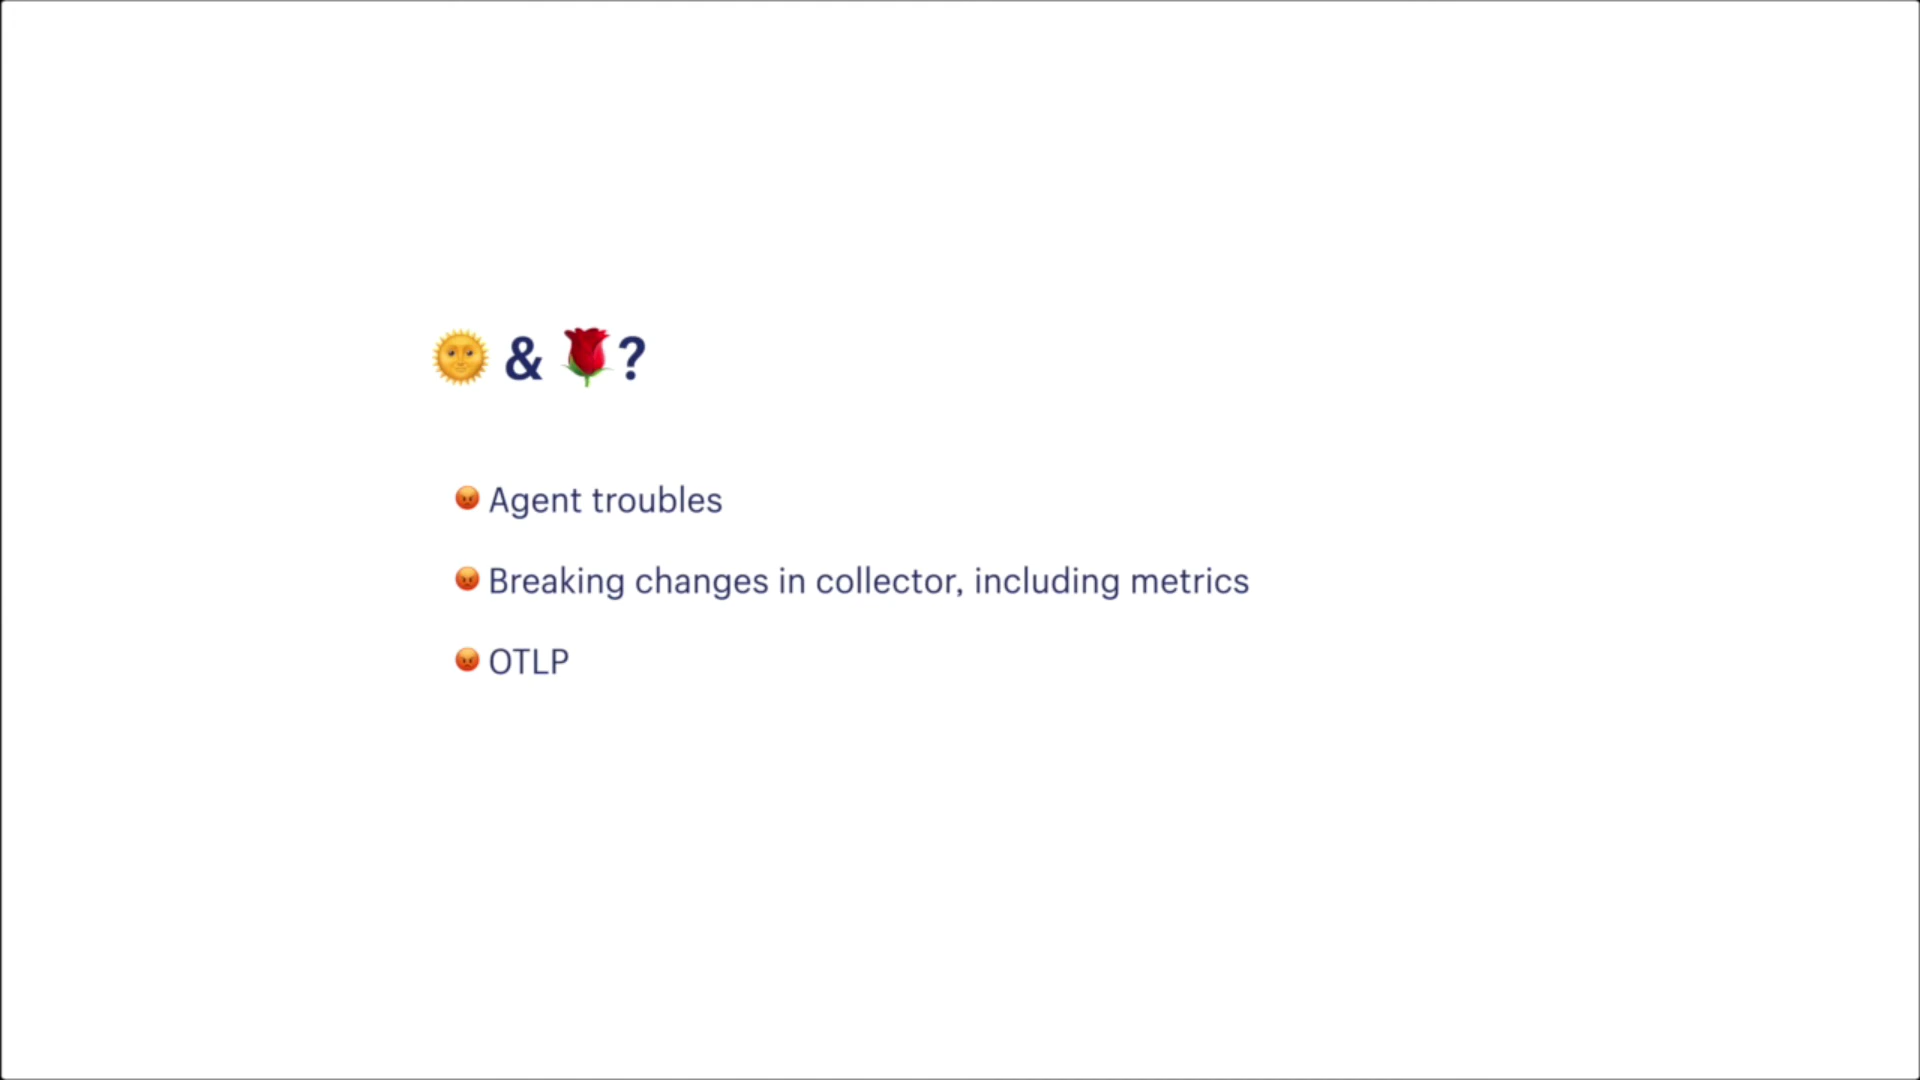 🌞 & 🌹?
😡 Agent troubles
😡 Breaking changes in collector, including metrics
😡 OTLP